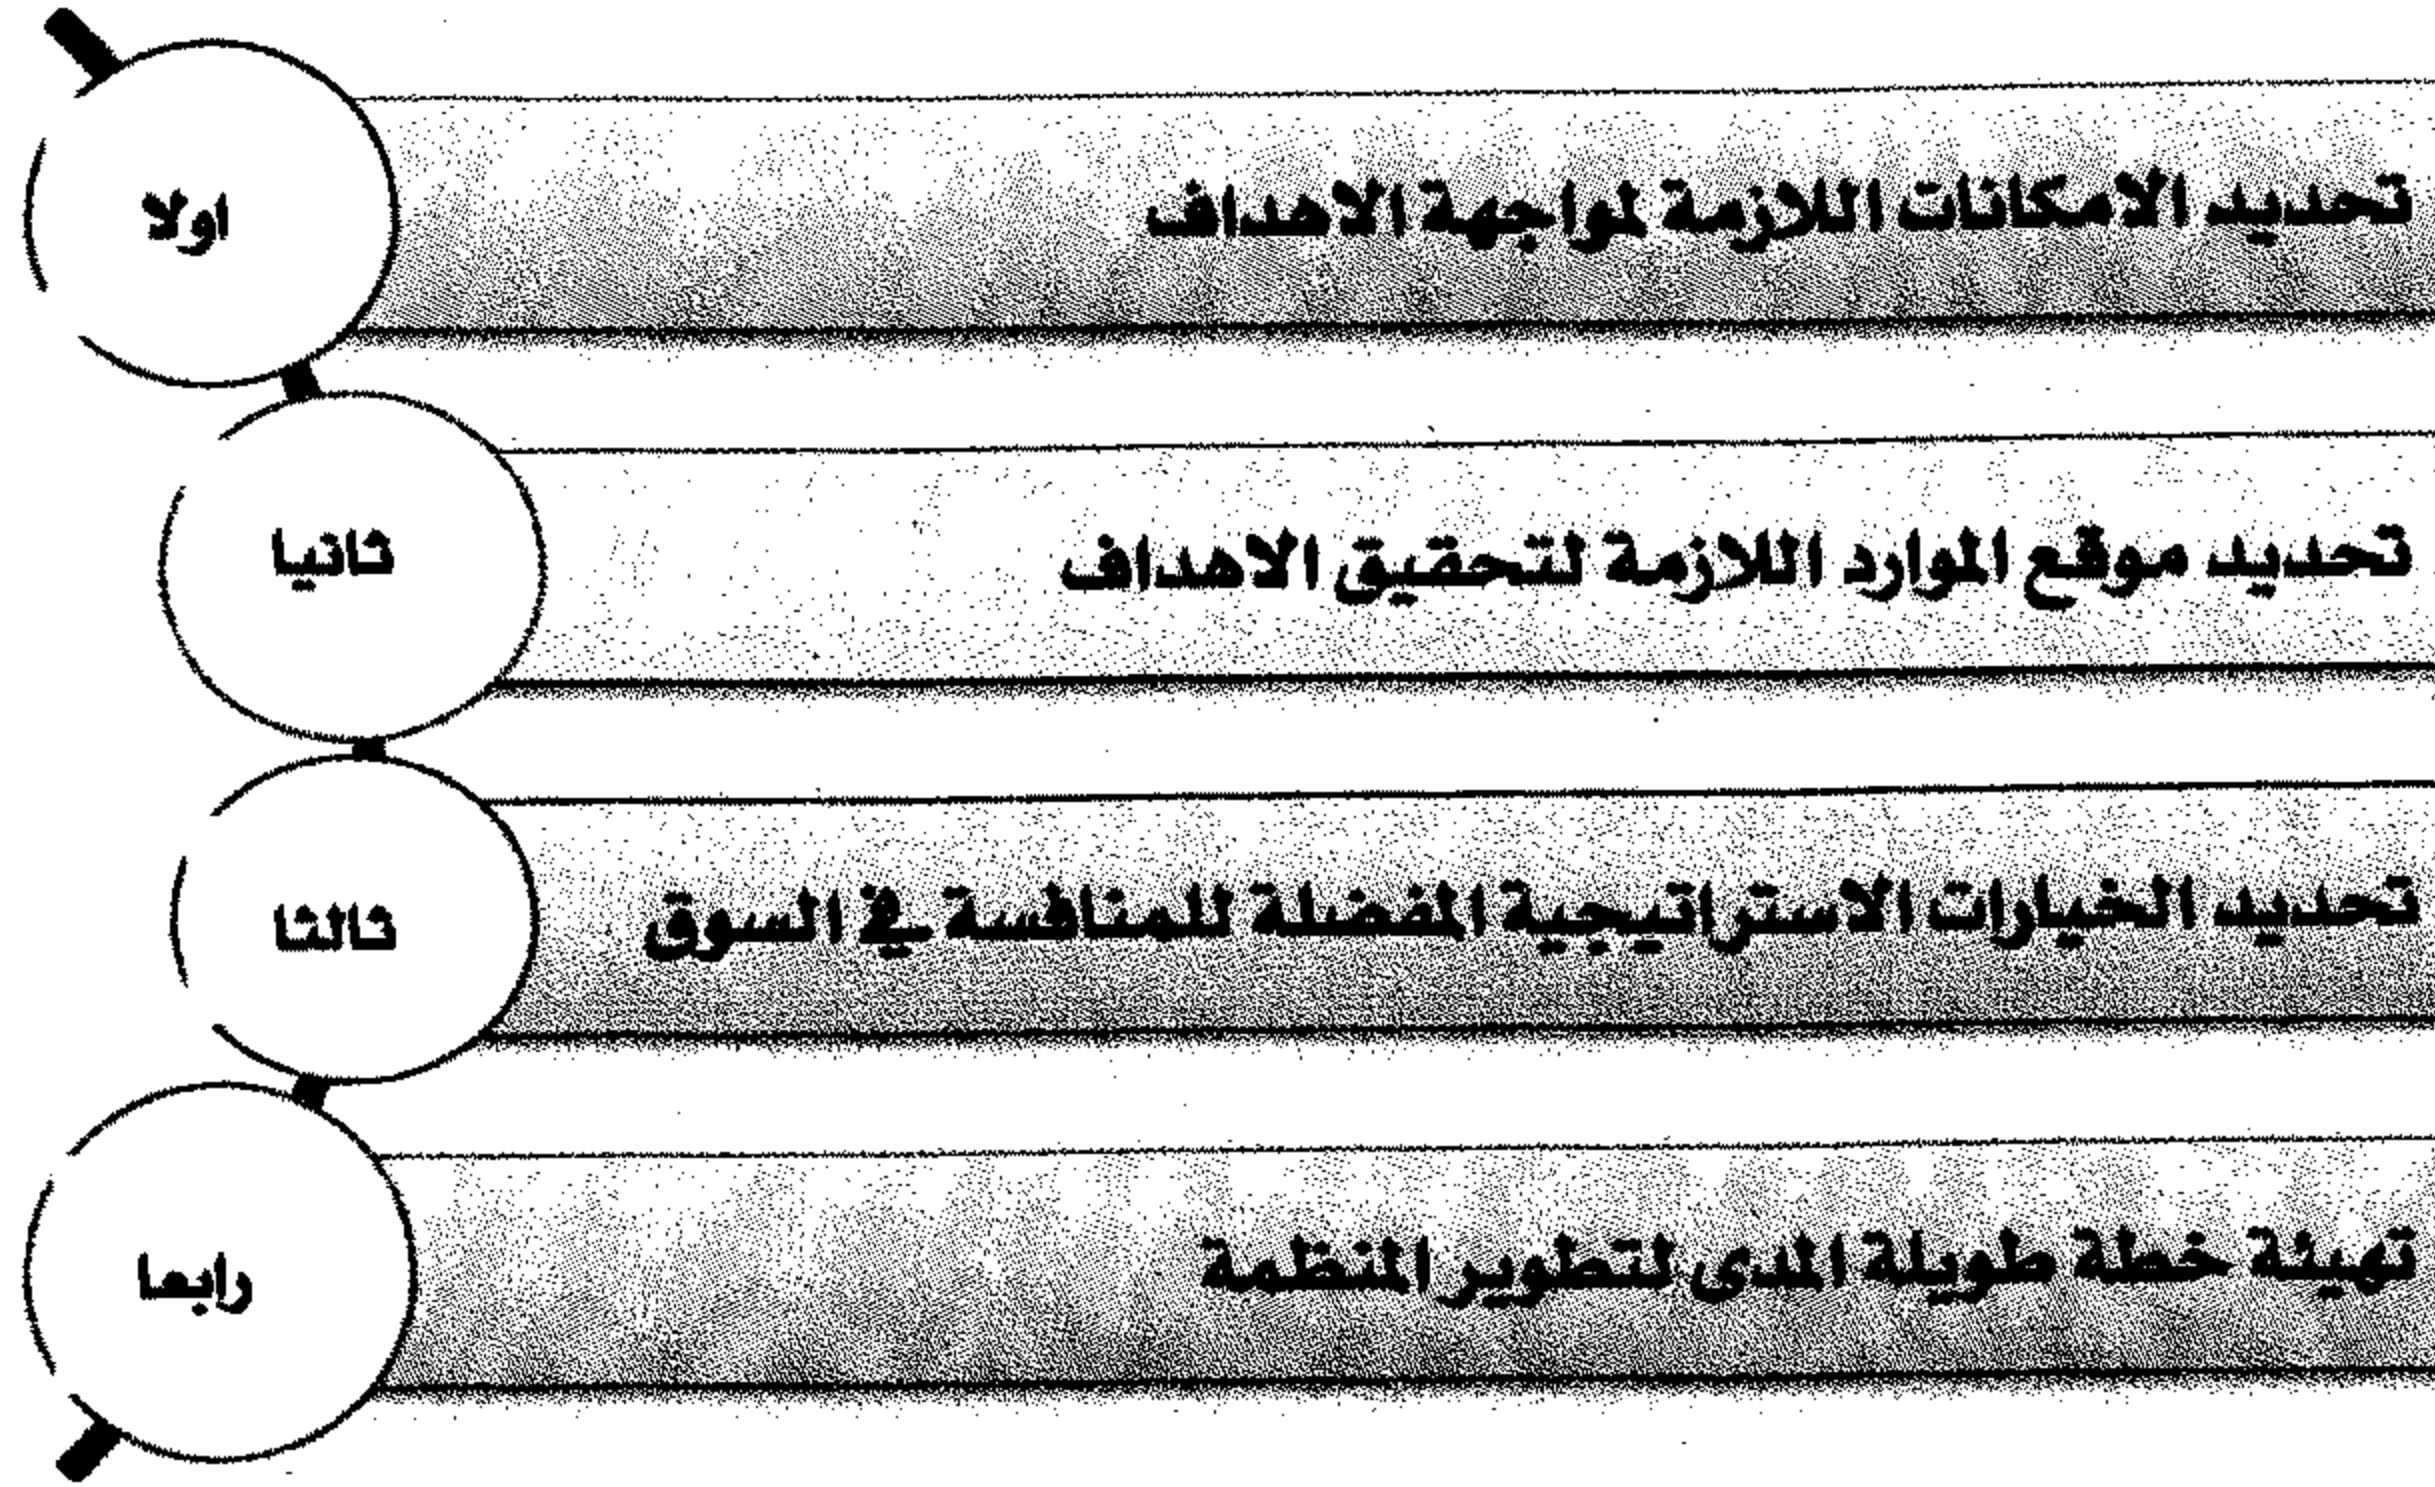 اولا
تحديد الامكانات اللازمة لمواجهة الاهداف
ثانيا
تحديد موقع الموارد اللازمة لتحقيق الاهداف
ثالثا
تحديد الخيارات الاستراتيجية المفضلة للمنافسة في السوق
رابعا
تهيئة خطة طويلة المدى لتطوير المنظمة